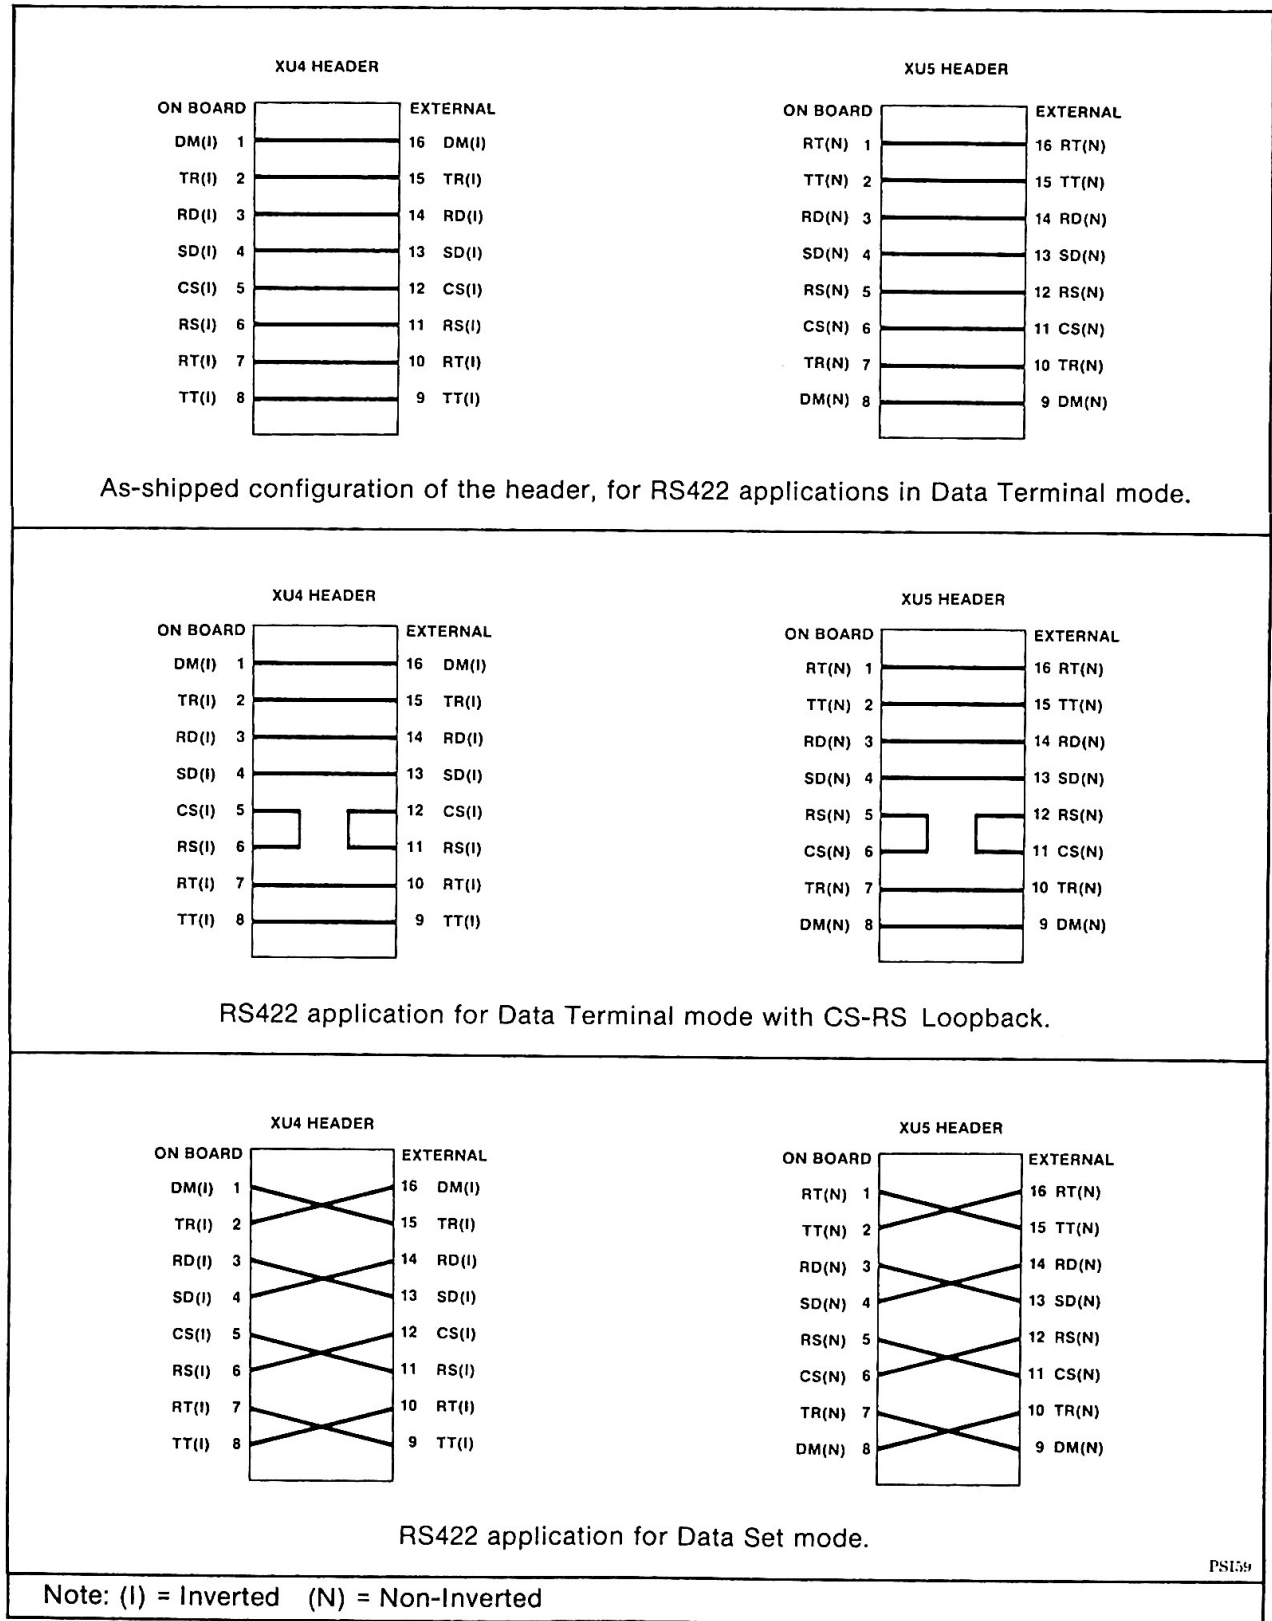 XU4 HEADER
ON BOARD EXTERNAL
DM(I) 1 16 DM(I)
TR(I) 2 15 TR(I)
RD(I) 3 14 RD(I)
SD(I) 4 13 SD(I)
CS(I) 5 12 CS(I)
RS(I) 6 11 RS(I)
RT(I) 7 10 RT(I)
TT(I) 8 9 TT(I)
XU5 HEADER
ON BOARD EXTERNAL
RT(N) 1 16 RT(N)
TT(N) 2 15 TT(N)
RD(N) 3 14 RD(N)
SD(N) 4 13 SD(N)
RS(N) 5 12 RS(N)
CS(N) 6 11 CS(N)
TR(N) 7 10 TR(N)
DM(N) 8 9 DM(N)
As-shipped configuration of the header, for RS422 applications in Data Terminal mode.
XU4 HEADER
ON BOARD EXTERNAL
DM(I) 1 16 DM(I)
TR(I) 2 15 TR(I)
RD(I) 3 14 RD(I)
SD(I) 4 13 SD(I)
CS(I) 5 12 CS(I)
RS(I) 6 11 RS(I)
RT(I) 7 10 RT(I)
TT(I) 8 9 TT(I)
XU5 HEADER
ON BOARD EXTERNAL
RT(N) 1 16 RT(N)
TT(N) 2 15 TT(N)
RD(N) 3 14 RD(N)
SD(N) 4 13 SD(N)
RS(N) 5 12 RS(N)
CS(N) 6 11 CS(N)
TR(N) 7 10 TR(N)
DM(N) 8 9 DM(N)
RS422 application for Data Terminal mode with CS-RS Loopback.
XU4 HEADER
ON BOARD EXTERNAL
DM(I) 1 16 DM(I)
TR(I) 2 15 TR(I)
RD(I) 3 14 RD(I)
SD(I) 4 13 SD(I)
CS(I) 5 12 CS(I)
RS(I) 6 11 RS(I)
RT(I) 7 10 RT(I)
TT(I) 8 9 TT(I)
XU5 HEADER
ON BOARD EXTERNAL
RT(N) 1 16 RT(N)
TT(N) 2 15 TT(N)
RD(N) 3 14 RD(N)
SD(N) 4 13 SD(N)
RS(N) 5 12 RS(N)
CS(N) 6 11 CS(N)
TR(N) 7 10 TR(N)
DM(N) 8 9 DM(N)
RS422 application for Data Set mode.
PSI59
Note: (I) = Inverted (N) = Non-Inverted